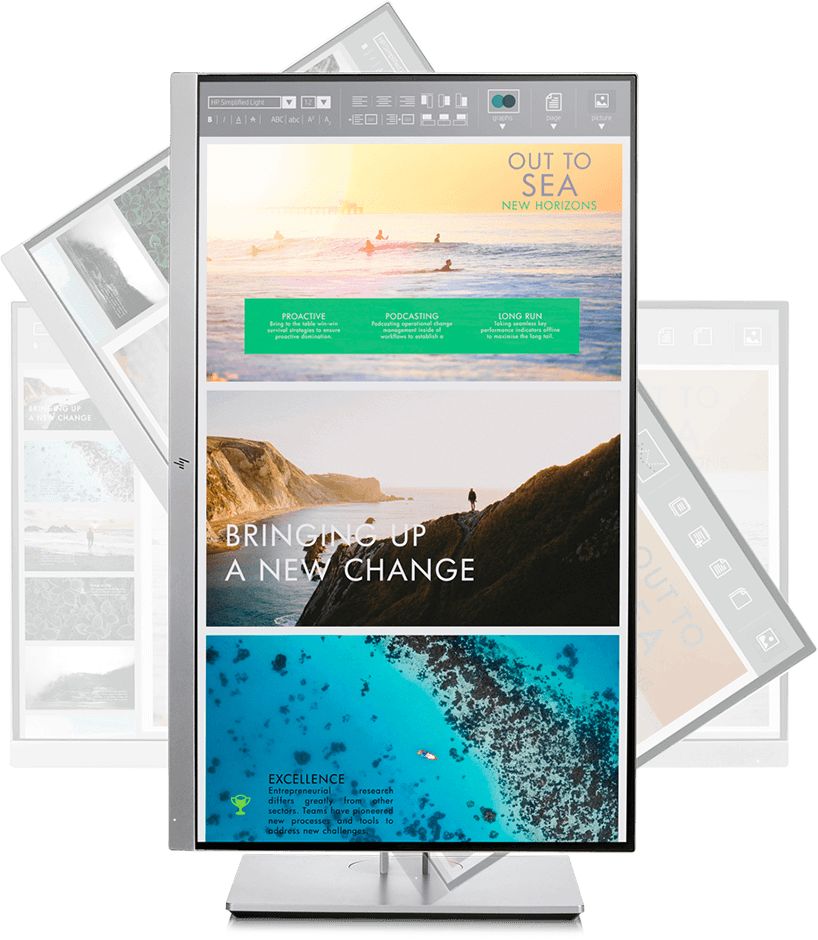 HP Simplified Light
12
B I A A ABC abc A² A₂
graphs
page
picture
OUT TO
SEA
NEW HORIZONS
PROACTIVE
Bring to the table win-win
survival strategies to ensure
proactive domination.
PODCASTING
Podcasting operational change
management inside of
workflows to establish a
LONG RUN
Taking seamless key
performance indicators offline
to maximise the long tail.
hp
BRINGING UP
A NEW CHANGE
EXCELLENCE
Entrepreneurial research
differs greatly from other
sectors. Teams have pioneered
new processes and tools to
address new challenges.
BRINGING UP
A NEW CHANGE
OUT TO
SEA
OUT TO